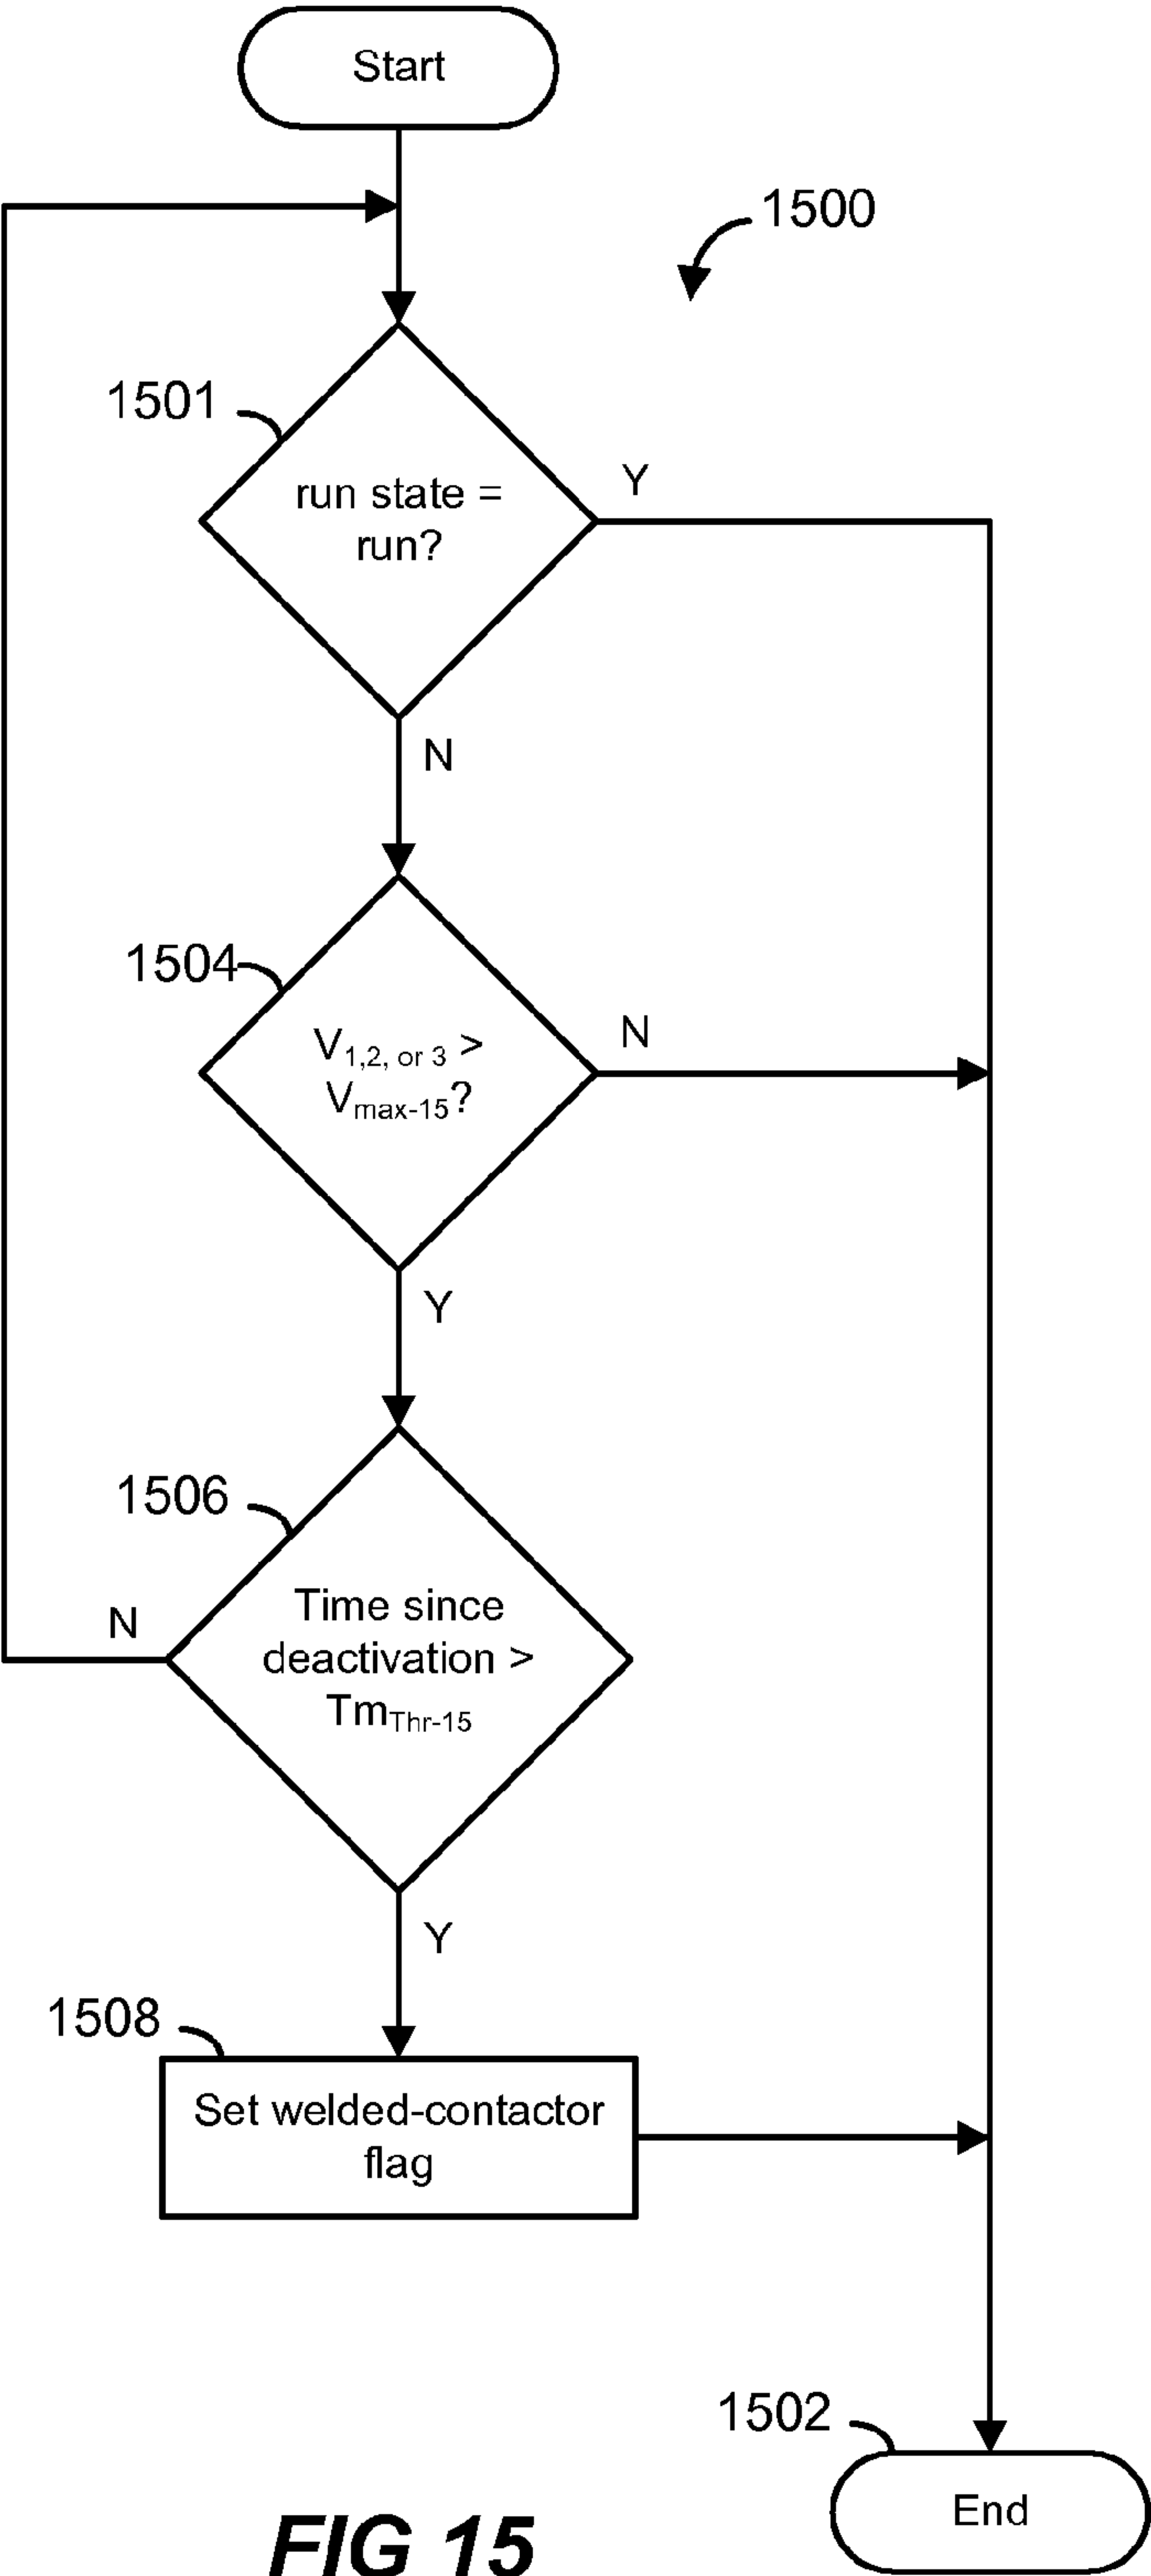 Start
1500
1501
run state =
run?
Y
N
1504
V1,2, or 3 >
Vmax-15?
N
Y
1506
Time since
deactivation >
TmThr-15
N
Y
1508
Set welded-contactor
flag
1502
End
FIG 15